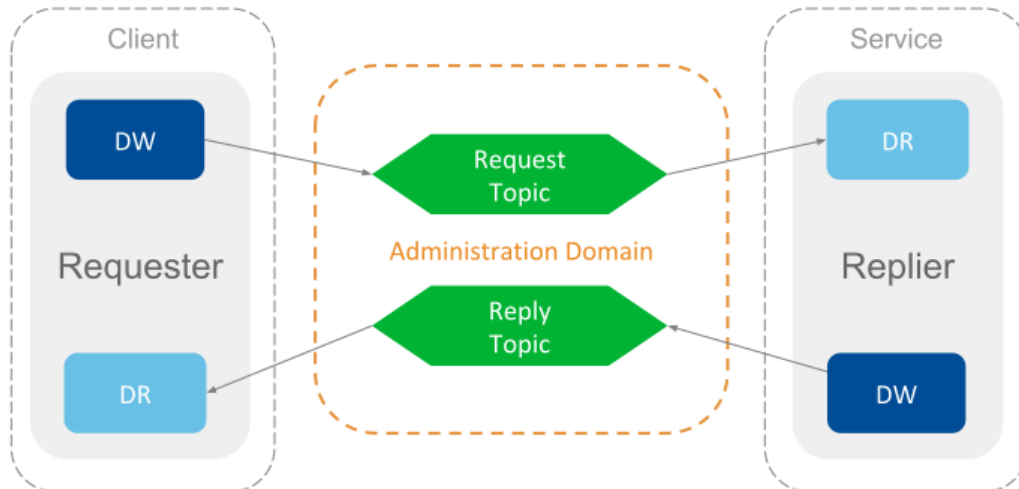 Client
Service
DW
Request
Topic
DR
Requester
Administration Domain
Replier
Reply
Topic
DR
DW